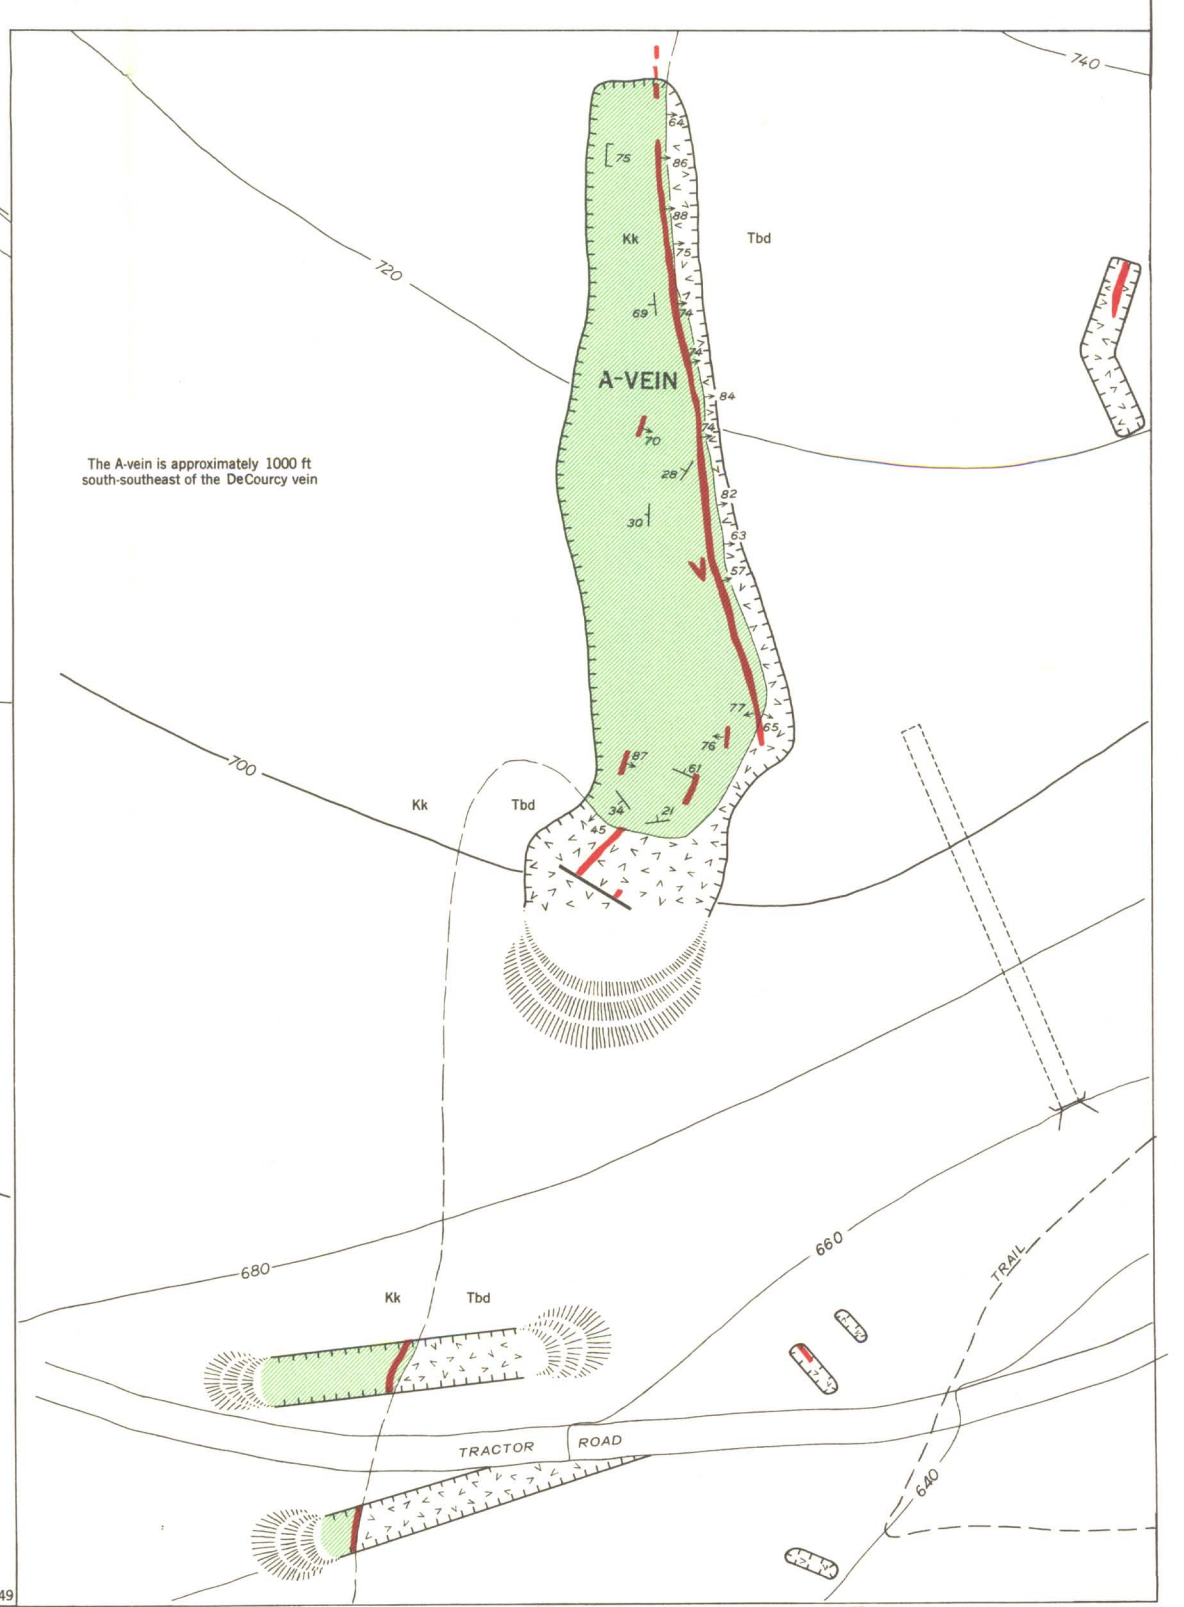 740
64
75
86
88
Kk
Tbd
75
720
69
74
74
A-VEIN
84
70
74
The A-vein is approximately 1000 ft
south-southeast of the DeCourcy vein
28
82
30
63
57
77
65
76
87
61
700
Kk
Tbd
34
21
45
660
TRAIL
680
Kk
Tbd
TRACTOR ROAD
640
49